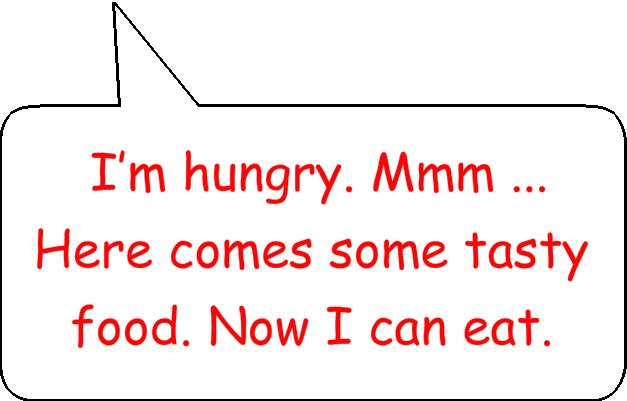 I’m hungry. Mmm ...
Here comes some tasty
food. Now I can eat.